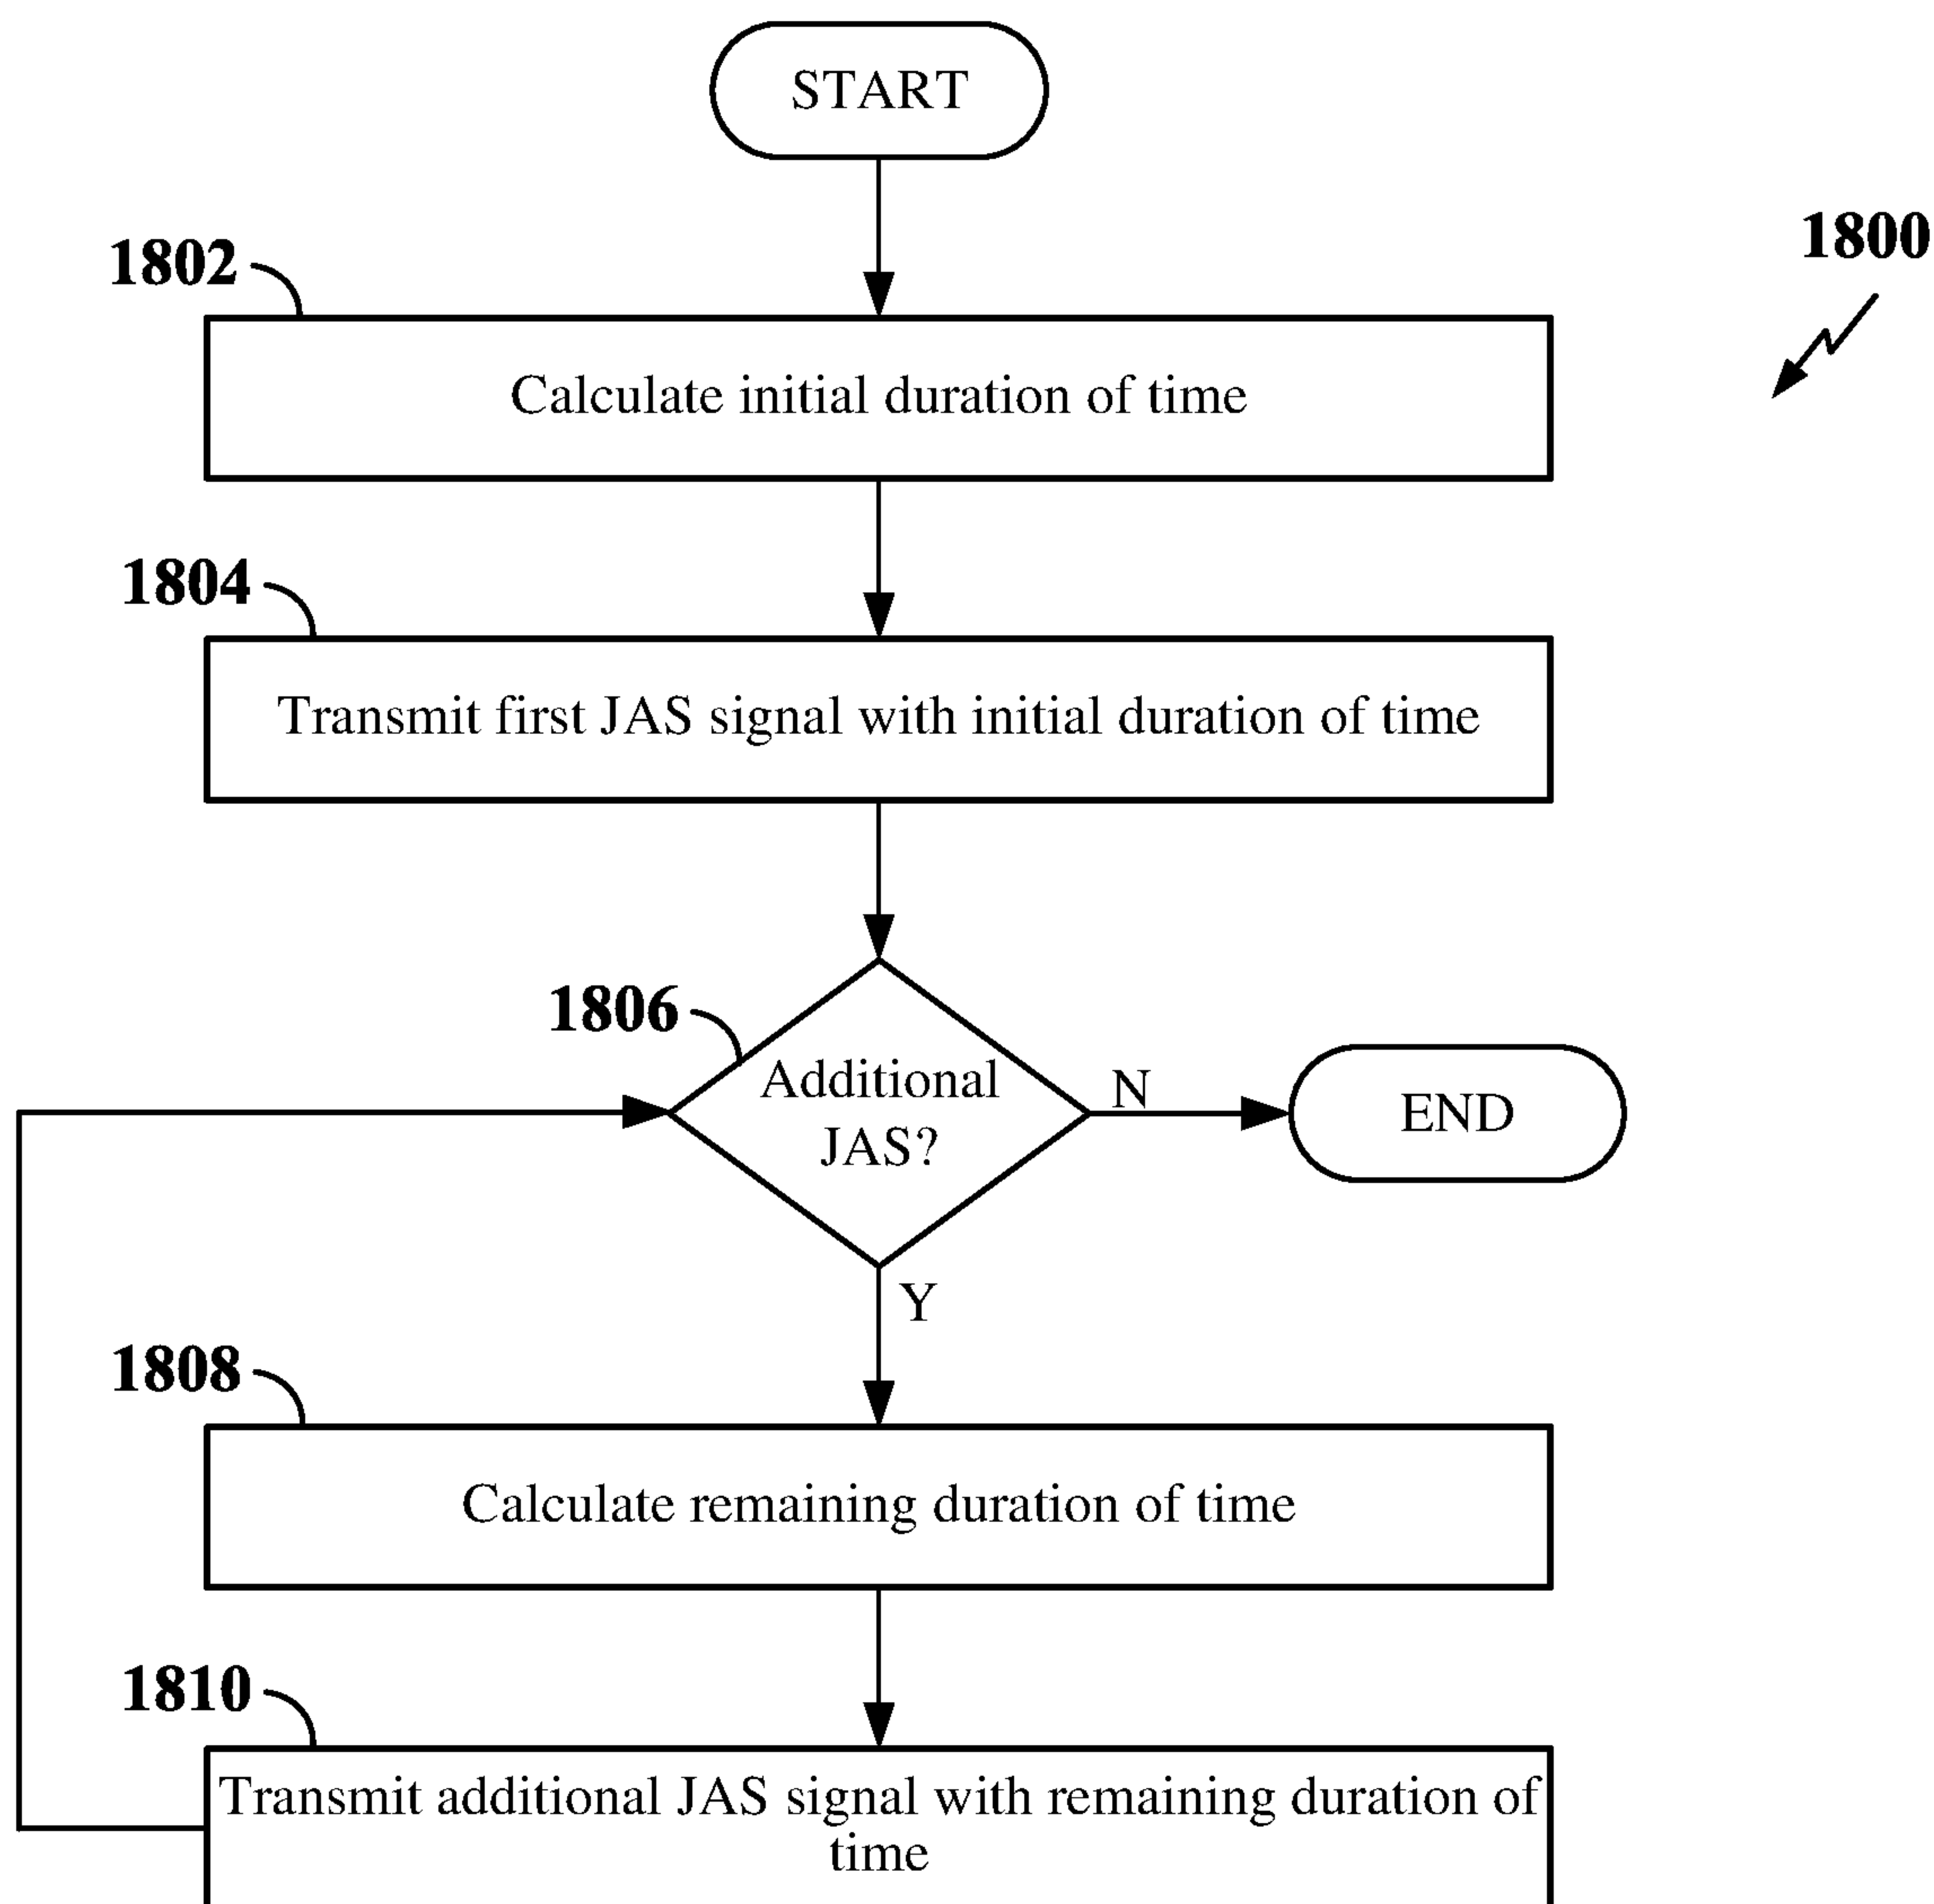 START
1800
1802
Calculate initial duration of time
1804
Transmit first JAS signal with initial duration of time
1806
Additional
JAS?
N
END
Y
1808
Calculate remaining duration of time
1810
Transmit additional JAS signal with remaining duration of
time